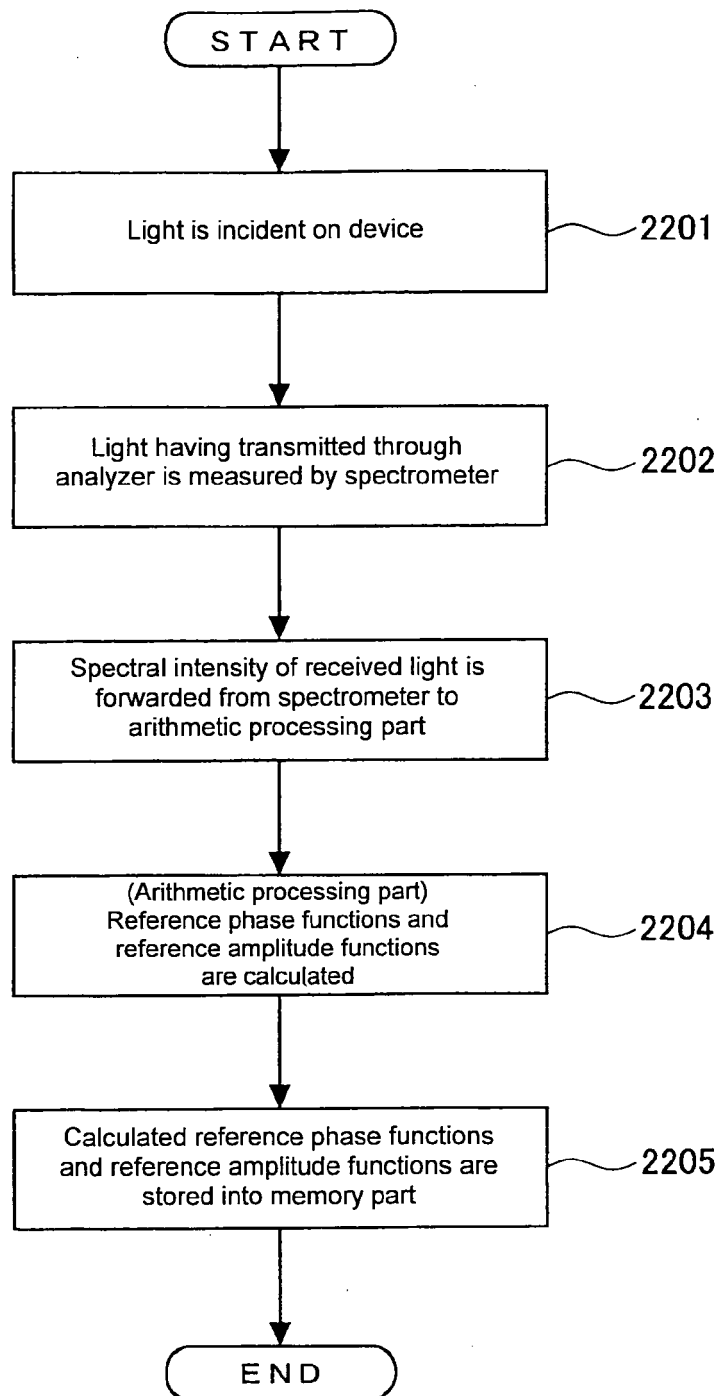 START
Light is incident on device
2201
Light having transmitted through
analyzer is measured by spectrometer
2202
Spectral intensity of received light is
forwarded from spectrometer to
arithmetic processing part
2203
(Arithmetic processing part)
Reference phase functions and
reference amplitude functions
are calculated
2204
Calculated reference phase functions
and reference amplitude functions are
stored into memory part
2205
END